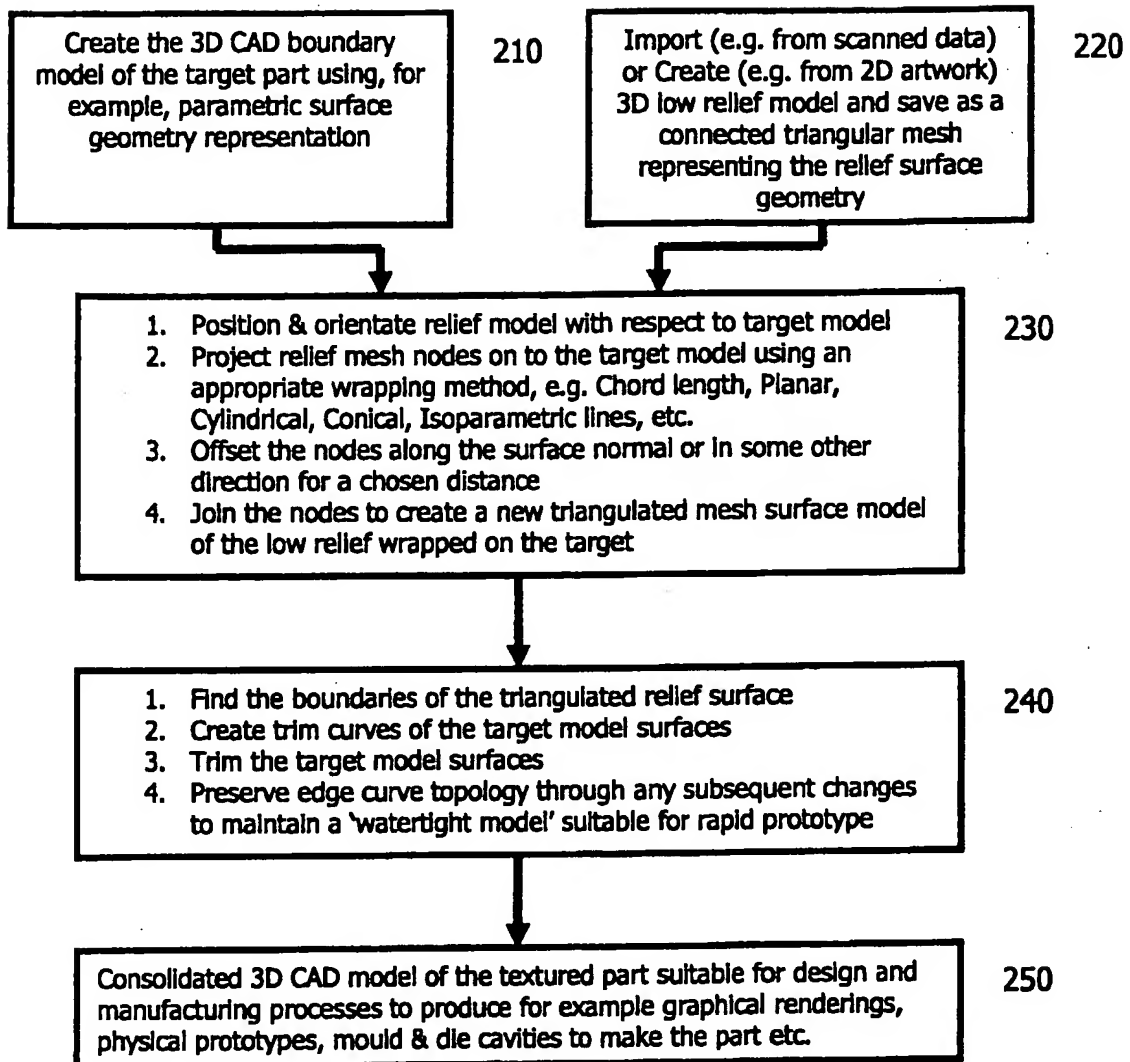 Create the 3D CAD boundary
model of the target part using, for
example, parametric surface
geometry representation
210
Import (e.g. from scanned data)
or Create (e.g. from 2D artwork)
3D low relief model and save as a
connected triangular mesh
representing the relief surface
geometry
220
1. Position & orientate relief model with respect to target model
2. Project relief mesh nodes on to the target model using an
appropriate wrapping method, e.g. Chord length, Planar,
Cylindrical, Conical, Isoparametric lines, etc.
3. Offset the nodes along the surface normal or in some other
direction for a chosen distance
4. Join the nodes to create a new triangulated mesh surface model
of the low relief wrapped on the target
230
1. Find the boundaries of the triangulated relief surface
2. Create trim curves of the target model surfaces
3. Trim the target model surfaces
4. Preserve edge curve topology through any subsequent changes
to maintain a 'watertight model' suitable for rapid prototype
240
Consolidated 3D CAD model of the textured part suitable for design and
manufacturing processes to produce for example graphical renderings,
physical prototypes, mould & die cavities to make the part etc.
250